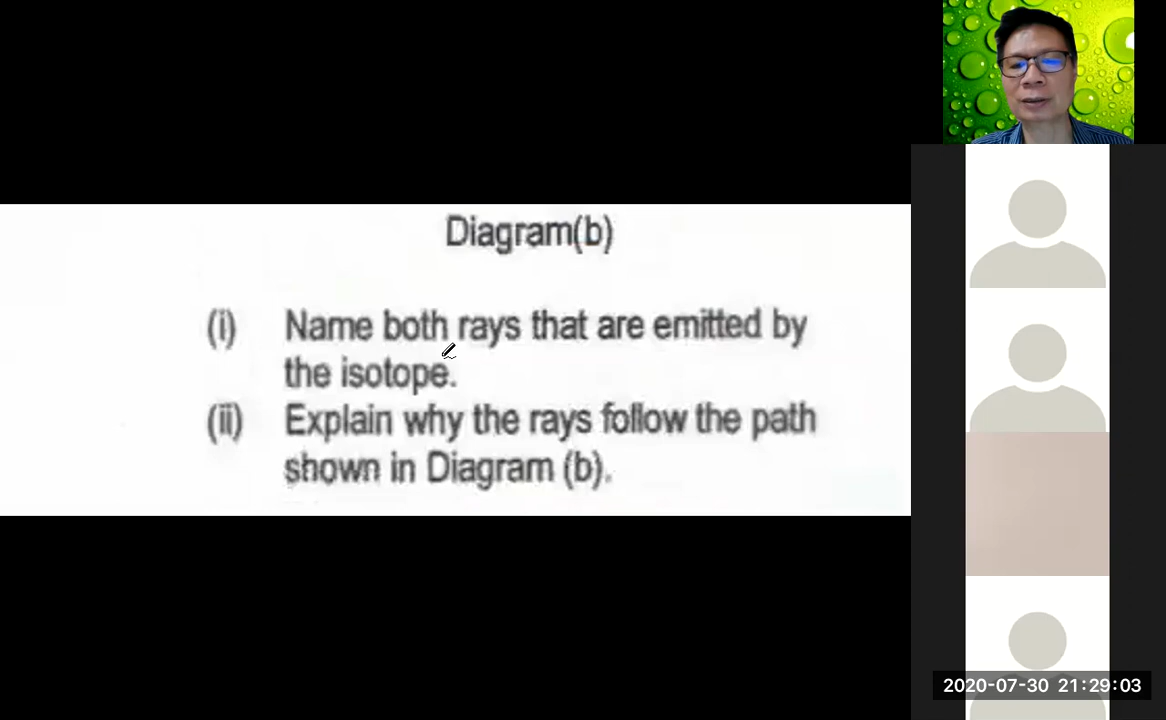 Diagram(b)
(i) Name both rays that are emitted by
the isotope.
(ii) Explain why the rays follow the path
shown in Diagram (b).
2020-07-30 21:29:03